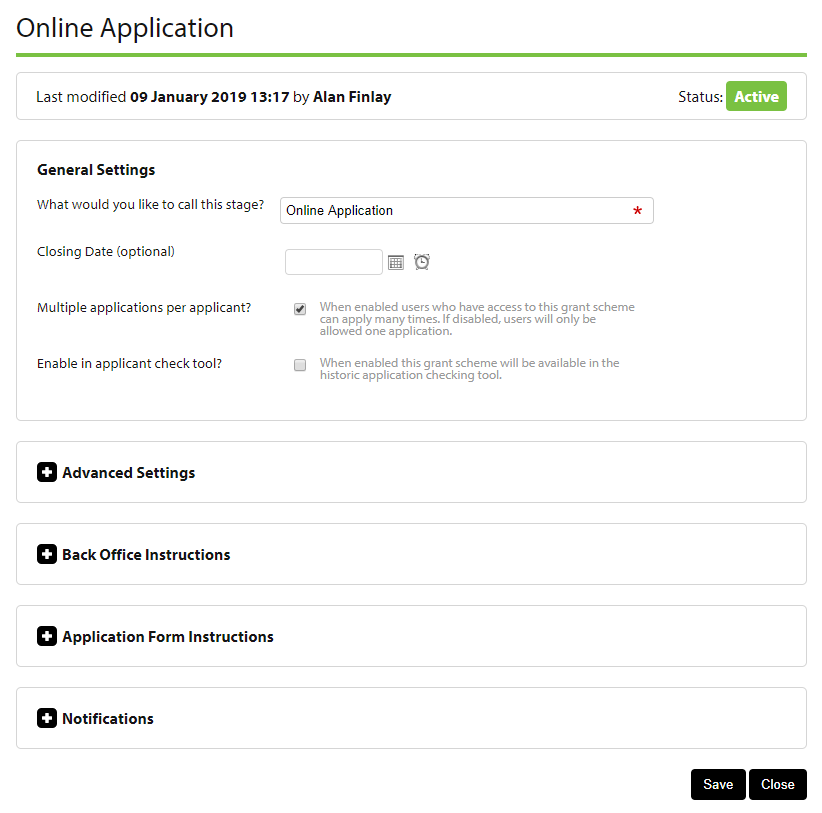 Online Application
Last modified 09 January 2019 13:17 by Alan Finlay
Status: Active
General Settings
What would you like to call this stage?
Online Application *
Closing Date (optional)
Multiple applications per applicant?
When enabled users who have access to this grant scheme
can apply many times. If disabled, users will only be
allowed one application.
Enable in applicant check tool?
When enabled this grant scheme will be available in the
historic application checking tool.
Advanced Settings
Back Office Instructions
Application Form Instructions
Notifications
Save Close